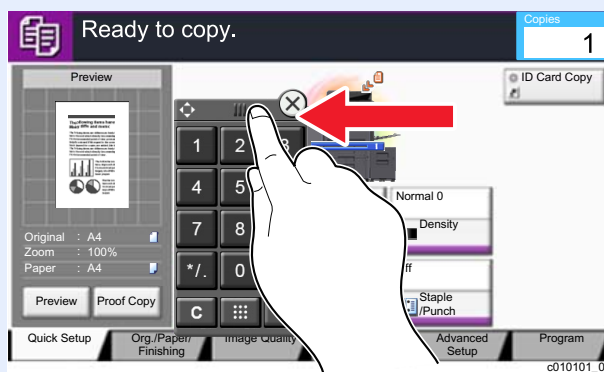 Ready to copy.
Copies
1
Preview
ID Card Copy
1 2 3
4 5
7 8
*/. 0
C
Normal 0
Density
ff
Staple
/Punch
Original : A4
Zoom : 100%
Paper : A4
Preview
Proof Copy
Quick Setup
Org./Paper/
Finishing
Image Quality
Advanced
Setup
Program
c010101_0